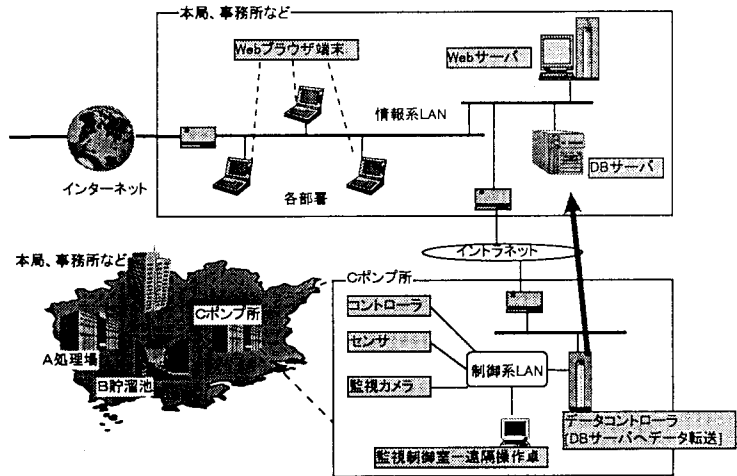 本局、事務所など
Webブラウザ端末
Webサーバ
情報系LAN
DBサーバ
インターネット
各部署
イントラネット
本局、事務所など
Cポンプ所
A処理場
B貯溜池
Cポンプ所
コントローラ
センサ
監視カメラ
制御系LAN
監視制御室-遠隔操作卓
データコントローラ
[DBサーバへデータ転送]